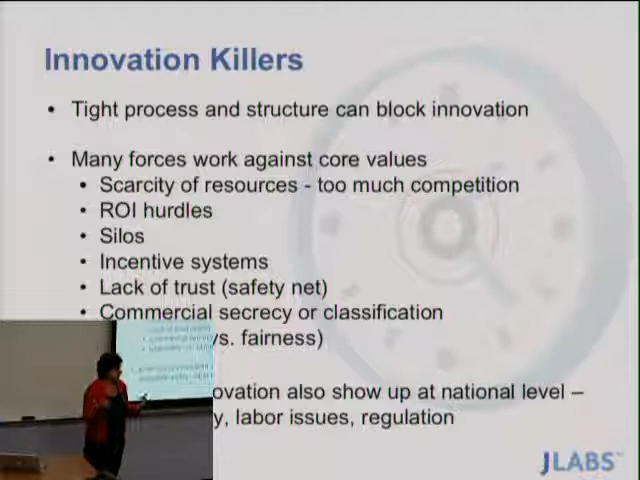 Innovation Killers
• Tight process and structure can block innovation
• Many forces work against core values
• Scarcity of resources - too much competition
• ROI hurdles
• Silos
• Incentive systems
• Lack of trust (safety net)
• Commercial secrecy or classification
vs. fairness)
ovation also show up at national level –
y, labor issues, regulation
JLABS™